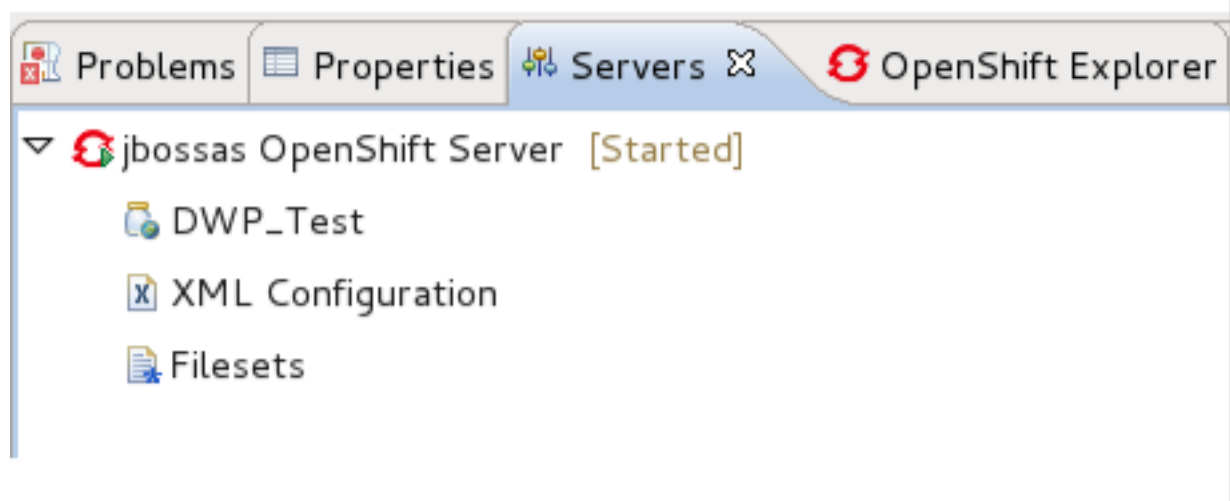 Problems Properties Servers OpenShift Explorer
jbossas OpenShift Server [Started]
DWP_Test
XML Configuration
Filesets